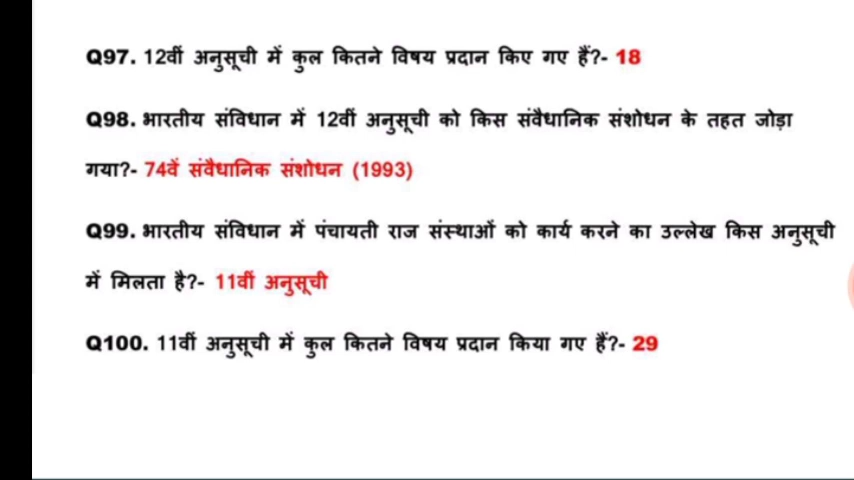 Q97. 12वीं अनुसूची में कुल कितने विषय प्रदान किए गए हैं?- 18
Q98. भारतीय संविधान में 12वीं अनुसूची को किस संवैधानिक संशोधन के तहत जोड़ा
गया?- 74वें संवैधानिक संशोधन (1993)
Q99. भारतीय संविधान में पंचायती राज संस्थाओं को कार्य करने का उल्लेख किस अनुसूची
में मिलता है?- 11वीं अनुसूची
Q100. 11वीं अनुसूची में कुल कितने विषय प्रदान किया गए हैं?- 29